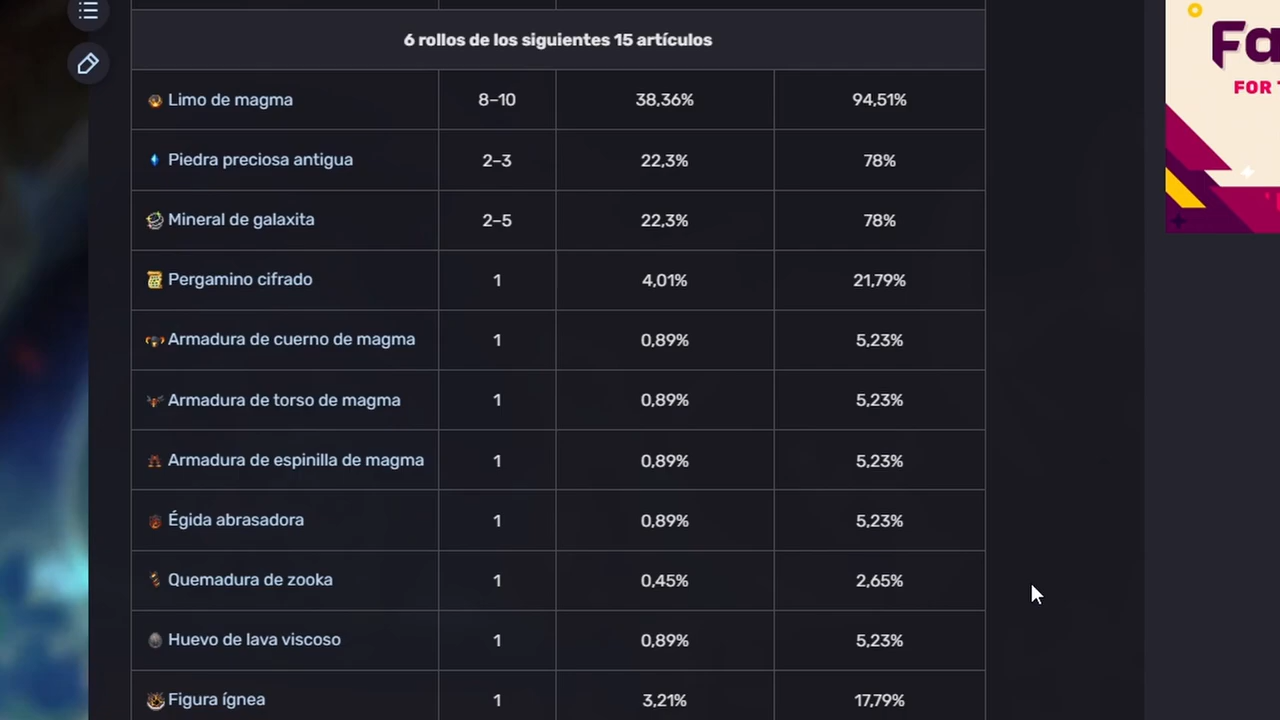 6 rollos de los siguientes 15 artículos
Limo de magma 8–10 38,36% 94,51%
Piedra preciosa antigua 2–3 22,3% 78%
Mineral de galaxita 2–5 22,3% 78%
Pergamino cifrado 1 4,01% 21,79%
Armadura de cuerno de magma 1 0,89% 5,23%
Armadura de torso de magma 1 0,89% 5,23%
Armadura de espinilla de magma 1 0,89% 5,23%
Égida abrasadora 1 0,89% 5,23%
Quemadura de zooka 1 0,45% 2,65%
Huevo de lava viscoso 1 0,89% 5,23%
Figura ígnea 1 3,21% 17,79%
Fa
FOR